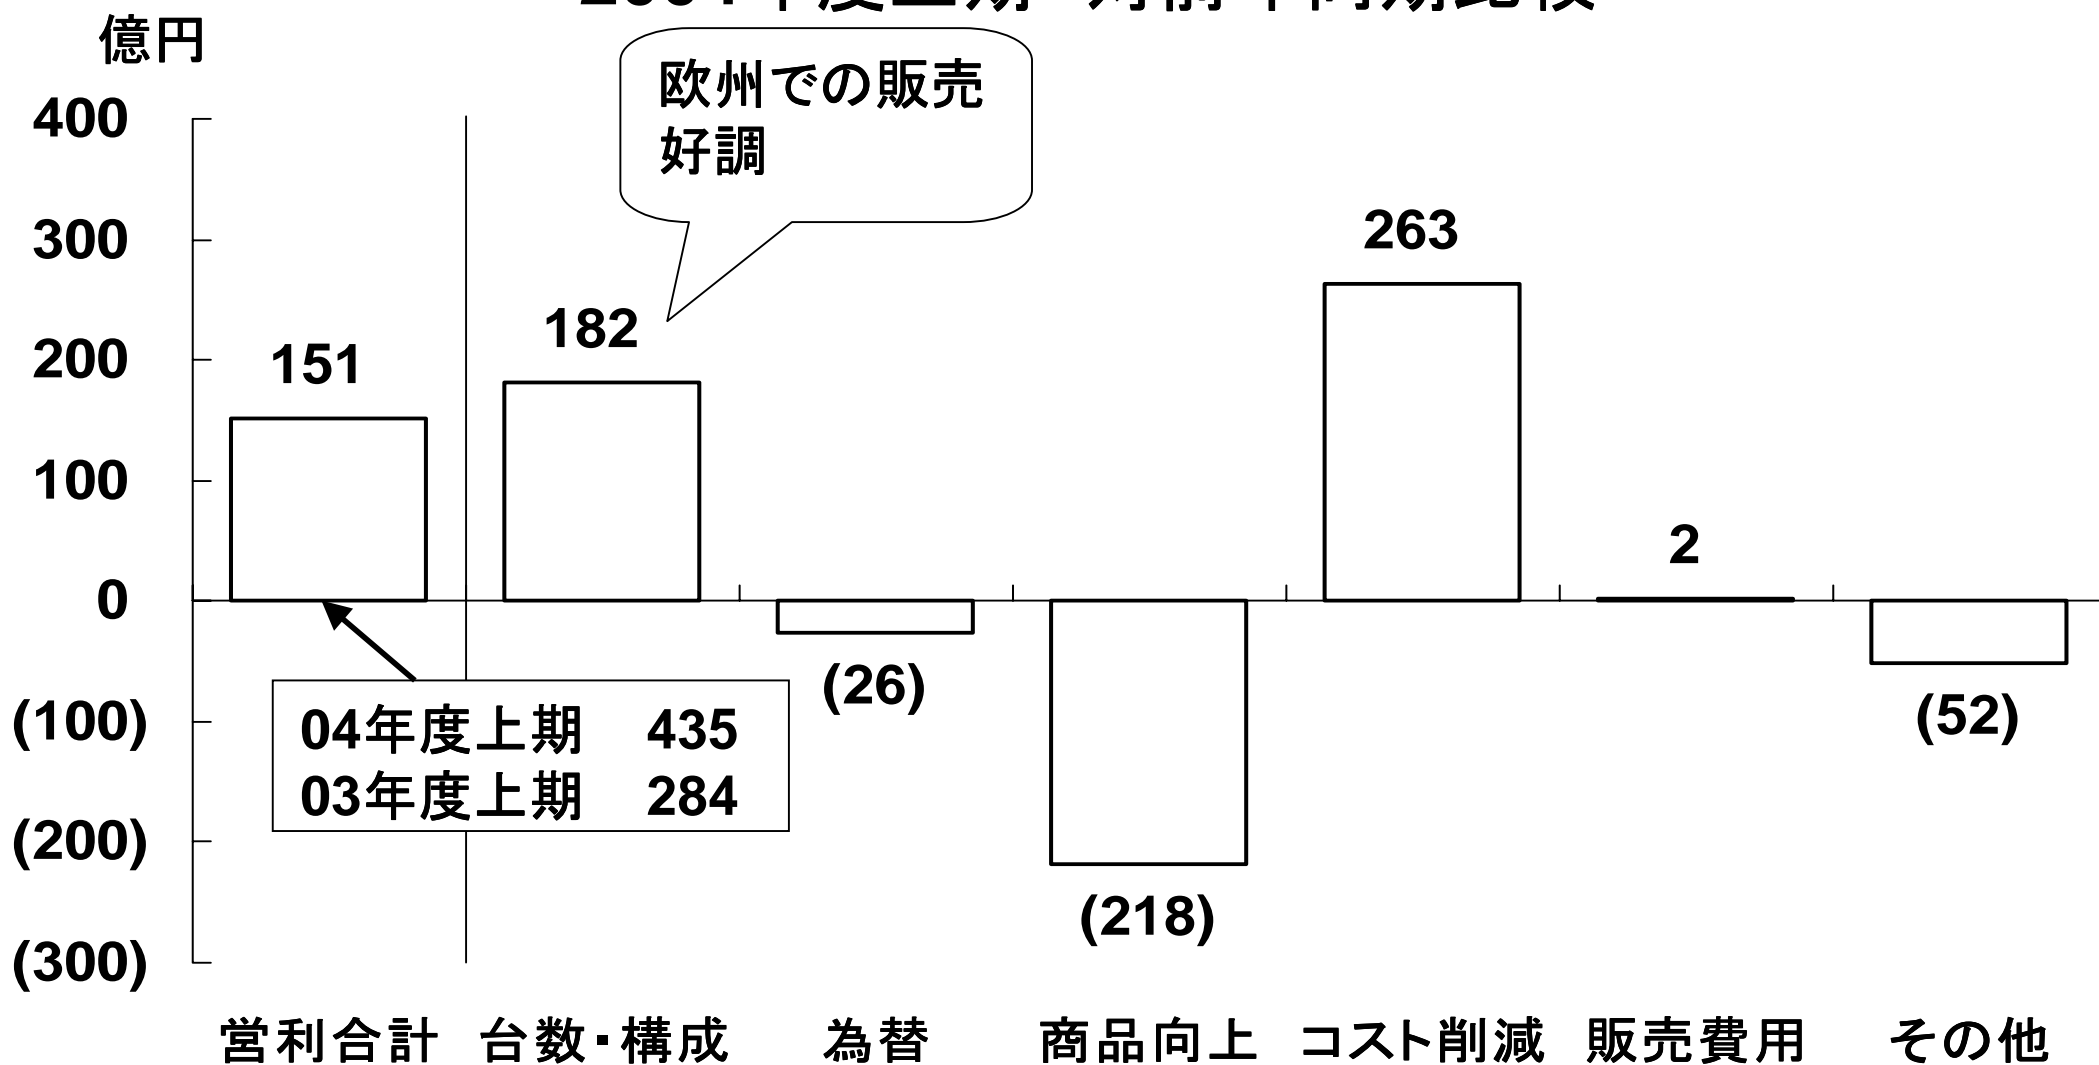 億円
欧州での販売
好調
400
300
200
100
0
(100)
(200)
(300)
151
182
(26)
(218)
263
2
(52)
04年度上期 435
03年度上期 284
営利合計 台数・構成 為替 商品向上 コスト削減 販売費用 その他